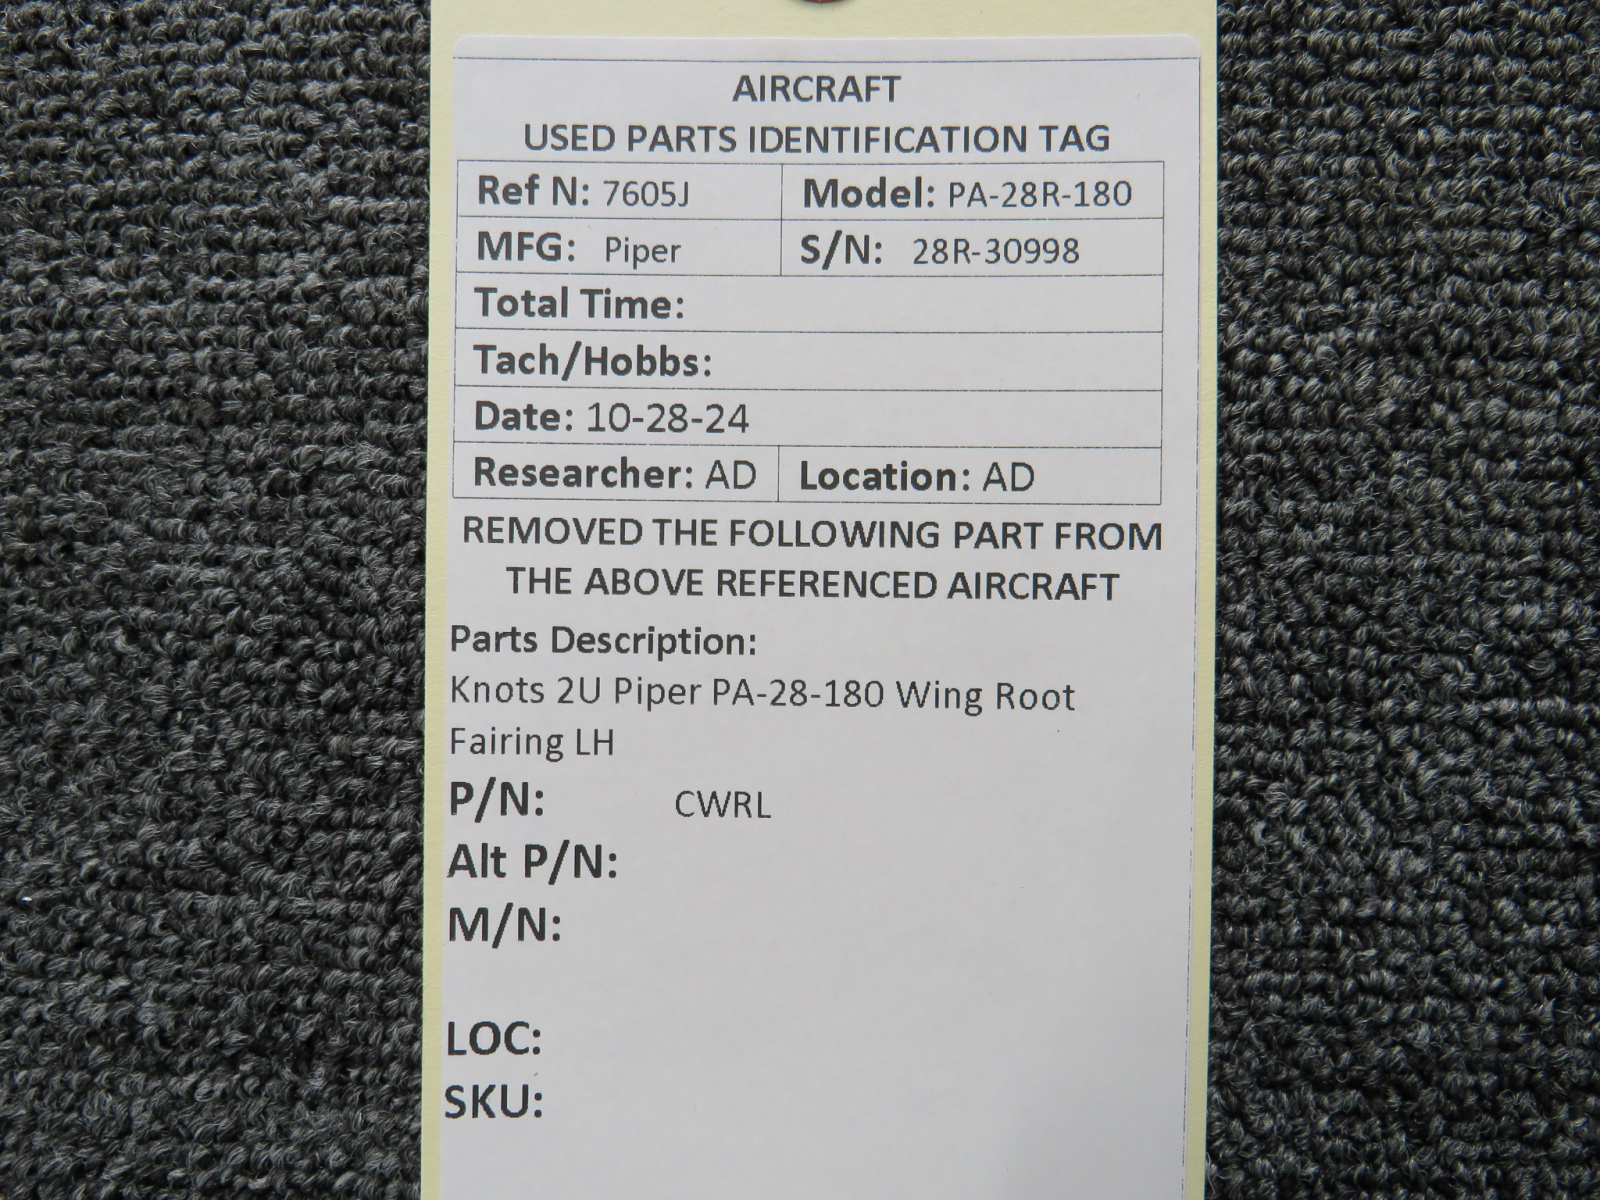 AIRCRAFT
USED PARTS IDENTIFICATION TAG
Ref N: 7605J Model: PA-28R-180
MFG: Piper S/N: 28R-30998
Total Time:
Tach/Hobbs:
Date: 10-28-24
Researcher: AD Location: AD
REMOVED THE FOLLOWING PART FROM
THE ABOVE REFERENCED AIRCRAFT
Parts Description:
Knots 2U Piper PA-28-180 Wing Root
Fairing LH
P/N: CWRL
Alt P/N:
M/N:
LOC:
SKU: